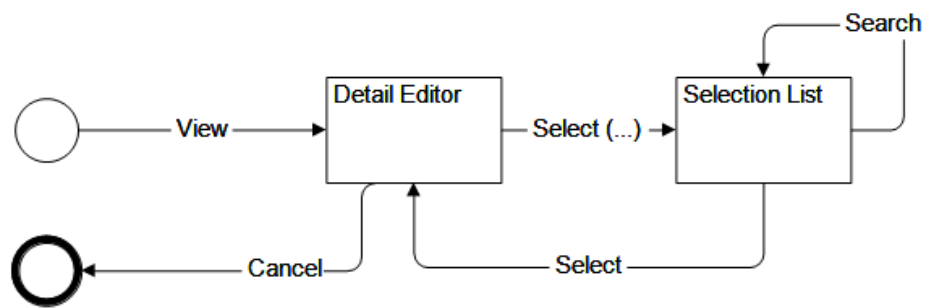 Search
Detail Editor
Selection List
View
Select (...)
Cancel
Select